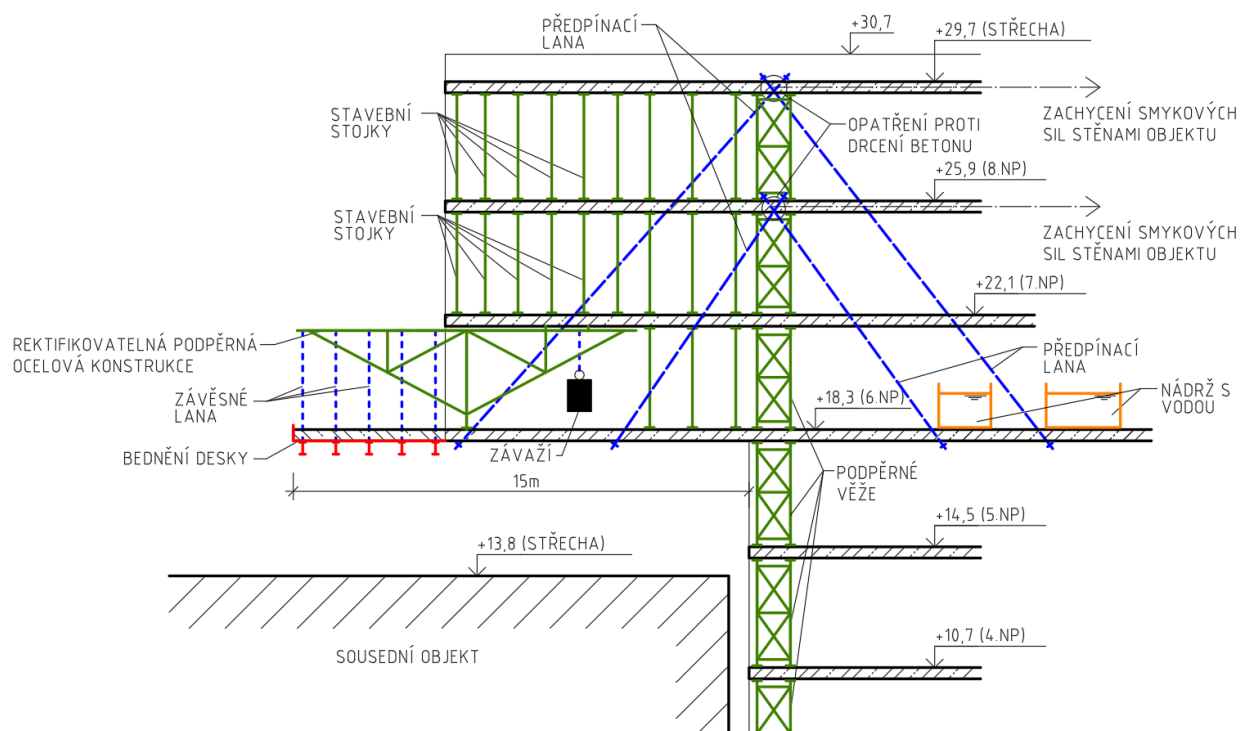 PŘEDPÍNACÍ
LANA
+30,7
+29,7 (STŘECHA)
STAVEBNÍ
STOJKY
OPATŘENÍ PROTI
DRCENÍ BETONU
ZACHYCENÍ SMYKOVÝCH
SIL STĚNAMI OBJEKTU
+25,9 (8.NP)
STAVEBNÍ
STOJKY
ZACHYCENÍ SMYKOVÝCH
SIL STĚNAMI OBJEKTU
+22,1 (7.NP)
REKTIFIKOVATELNÁ PODPĚRNÁ
OCELOVÁ KONSTRUKCE
PŘEDPÍNACÍ
LANA
ZÁVĚSNÉ
LANA
+18,3 (6.NP)
NÁDRŽ S
VODOU
BEDNĚNÍ DESKY
ZÁVAŽÍ
15m
PODPĚRNÉ
VĚŽE
+14,5 (5.NP)
+13,8 (STŘECHA)
+10,7 (4.NP)
SOUSEDNÍ OBJEKT